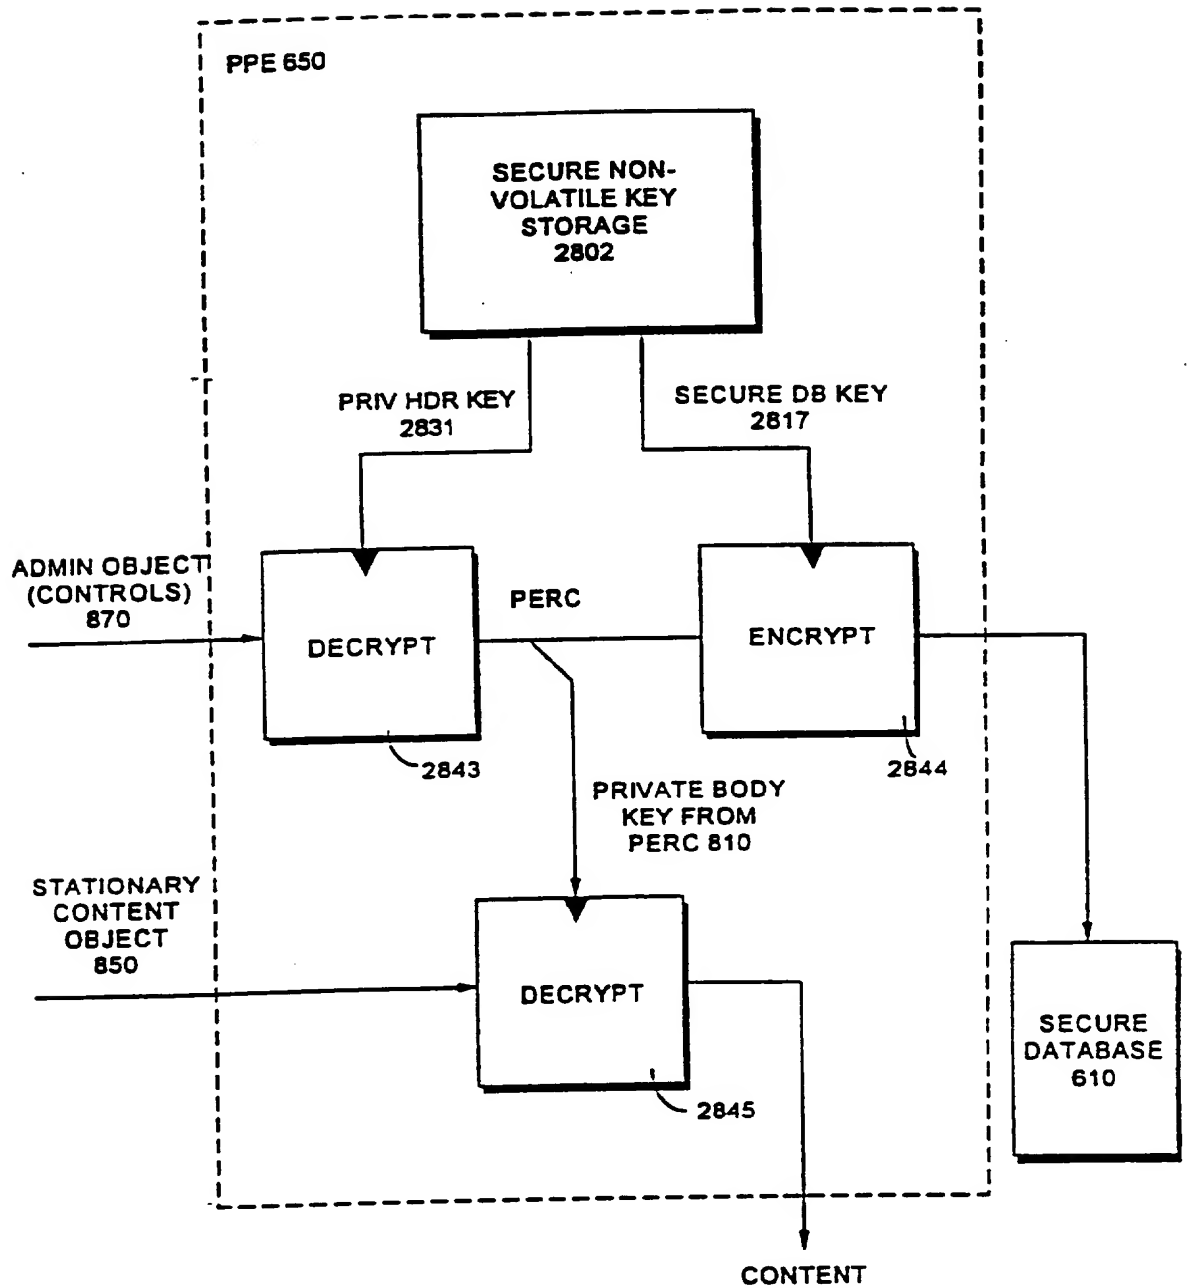 PPE 650
SECURE NON-
VOLATILE KEY
STORAGE
2802
PRIV HDR KEY
2831
SECURE DB KEY
2817
ADMIN OBJECT
(CONTROLS)
870
DECRYPT
PERC
ENCRYPT
2843
2844
PRIVATE BODY
KEY FROM
PERC 810
STATIONARY
CONTENT
OBJECT
850
DECRYPT
2845
SECURE
DATABASE
610
CONTENT